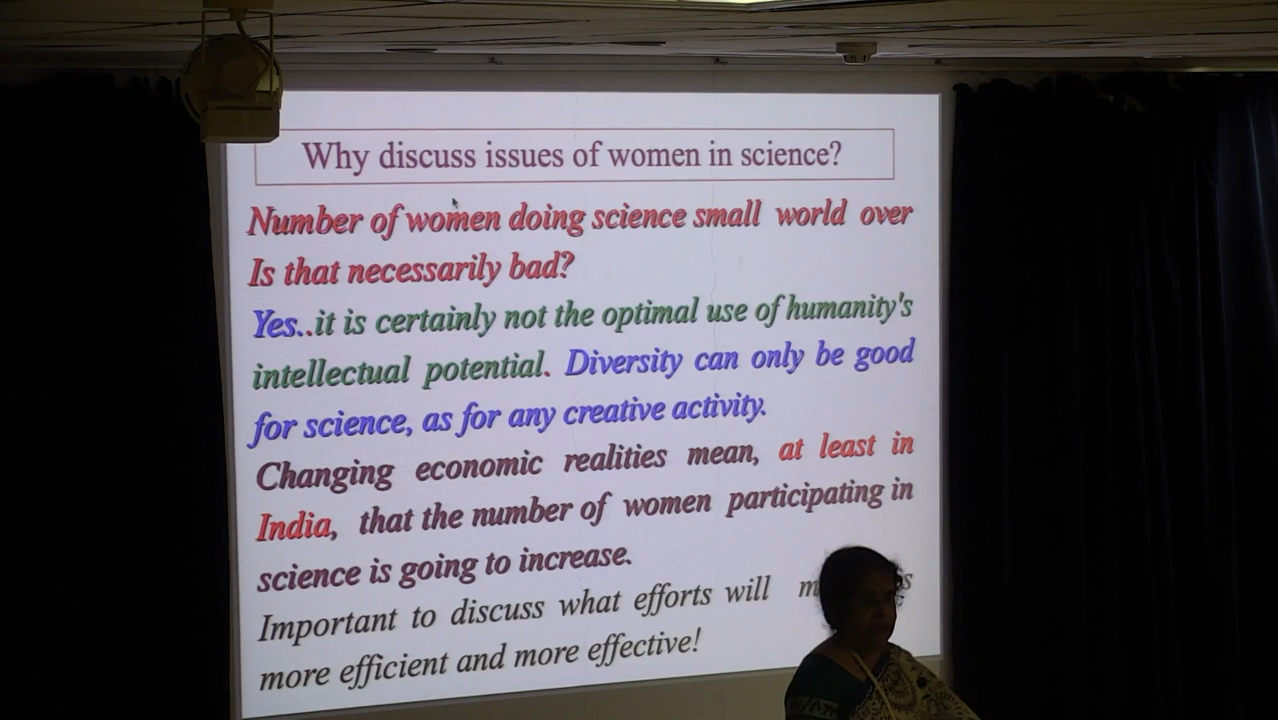 Why discuss issues of women in science?
Number of women doing science small world over
Is that necessarily bad?
Yes..it is certainly not the optimal use of humanity's
intellectual potential. Diversity can only be good
for science, as for any creative activity.
Changing economic realities mean, at least in
India, that the number of women participating in
science is going to increase.
Important to discuss what efforts will
more efficient and more effective!